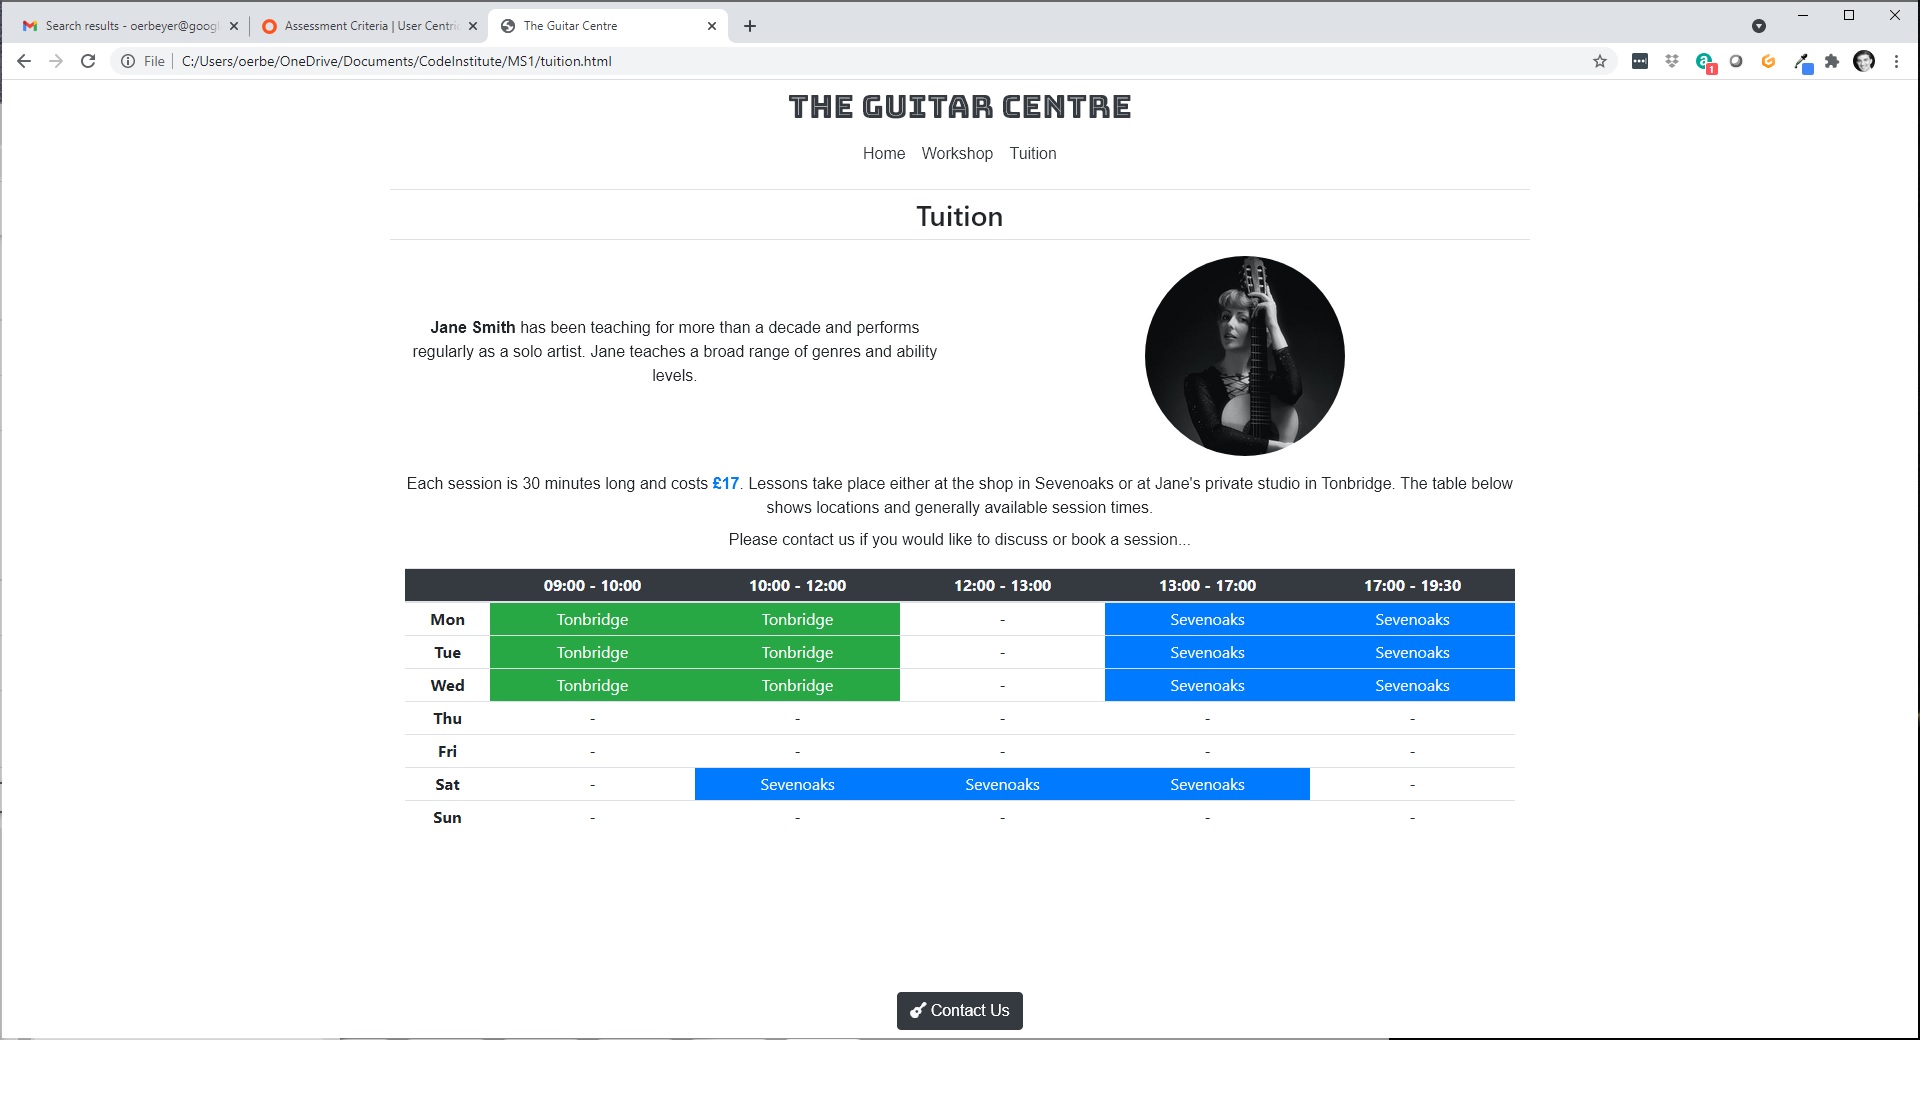 Search results - oerbeyer@googl
Assessment Criteria | User Centric
The Guitar Centre
File
C:/Users/oerbe/OneDrive/Documents/CodeInstitute/MS1/tuition.html
1
THE GUITAR CENTRE
Home Workshop Tuition
Tuition
Jane Smith has been teaching for more than a decade and performs
regularly as a solo artist. Jane teaches a broad range of genres and ability
levels.
Each session is 30 minutes long and costs £17. Lessons take place either at the shop in Sevenoaks or at Jane's private studio in Tonbridge. The table below
shows locations and generally available session times.
Please contact us if you would like to discuss or book a session...
09:00 - 10:00 10:00 - 12:00 12:00 - 13:00 13:00 - 17:00 17:00 - 19:30
Mon Tonbridge Tonbridge - Sevenoaks Sevenoaks
Tue Tonbridge Tonbridge - Sevenoaks Sevenoaks
Wed Tonbridge Tonbridge - Sevenoaks Sevenoaks
Thu - - - - -
Fri - - - - -
Sat - Sevenoaks Sevenoaks Sevenoaks -
Sun - - - - -
Contact Us